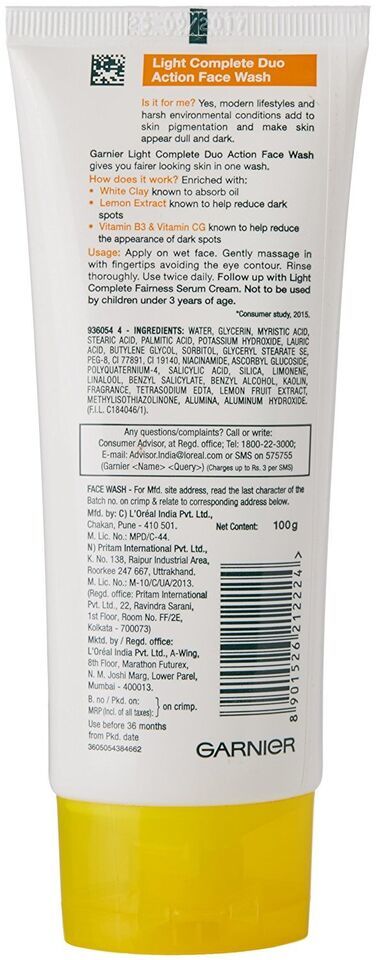 Light Complete Duo
Action Face Wash
Is it for me? Yes, modern lifestyles and
harsh environmental conditions add to
skin pigmentation and make skin
appear dull and dark.
Garnier Light Complete Duo Action Face Wash
gives you fairer looking skin in one wash.
How does it work? Enriched with:
• White Clay known to absorb oil
• Lemon Extract known to help reduce dark
spots
• Vitamin B3 & Vitamin CG known to help reduce
the appearance of dark spots
Usage: Apply on wet face. Gently massage in
with fingertips avoiding the eye contour. Rinse
thoroughly. Use twice daily. Follow up with Light
Complete Fairness Serum Cream. Not to be used
by children under 3 years of age.
*Consumer study, 2015.
936054 4 - INGREDIENTS: WATER, GLYCERIN, MYRISTIC ACID,
STEARIC ACID, PALMITIC ACID, POTASSIUM HYDROXIDE, LAURIC
ACID, BUTYLENE GLYCOL, SORBITOL, GLYCERYL STEARATE SE,
PEG-8, CI 77891, CI 19140, NIACINAMIDE, ASCORBYL GLUCOSIDE,
POLYQUATERNIUM-4, SALICYLIC ACID, SILICA, LIMONENE,
LINALOOL, BENZYL SALICYLATE, BENZYL ALCOHOL, KAOLIN,
FRAGRANCE, TETRASODIUM EDTA, LEMON FRUIT EXTRACT,
METHYLISOTHIAZOLINONE, ALUMINA, ALUMINUM HYDROXIDE.
(F.I.L. C184046/1).
Any questions/complaints? Call or write:
Consumer Advisor, at Regd. office; Tel: 1800-22-3000;
E-mail: Advisor.India@loreal.com or SMS on 575755
(Garnier <Name> <Query>) (Charges up to Rs. 3 per SMS)
FACE WASH - For Mfd. site address, read the last character of the
Batch no. on crimp & relate to corresponding address below.
Mfd. by: C) L'Oréal India Pvt. Ltd.,
Chakan, Pune - 410 501.
M. Lic. No.: MPD/C-44.
Net Content: 100g
N) Pritam International Pvt. Ltd.,
K. No. 138, Raipur Industrial Area,
Roorkee 247 667, Uttrakhand.
M. Lic. No.: M-10/C/UA/2013.
(Regd. office: Pritam International
Pvt. Ltd., 22, Ravindra Sarani,
1st Floor, Room No. FF/2E,
Kolkata - 700073)
Mktd. by / Regd. office:
L'Oréal India Pvt. Ltd., A-Wing,
8th Floor, Marathon Futurex,
N. M. Joshi Marg, Lower Parel,
Mumbai - 400013.
B. no / Pkd. on:
MRP (Incl. of all taxes): } on crimp.
Use before 36 months
from Pkd. date
3605054384662
8 901526 212224
GARNIER